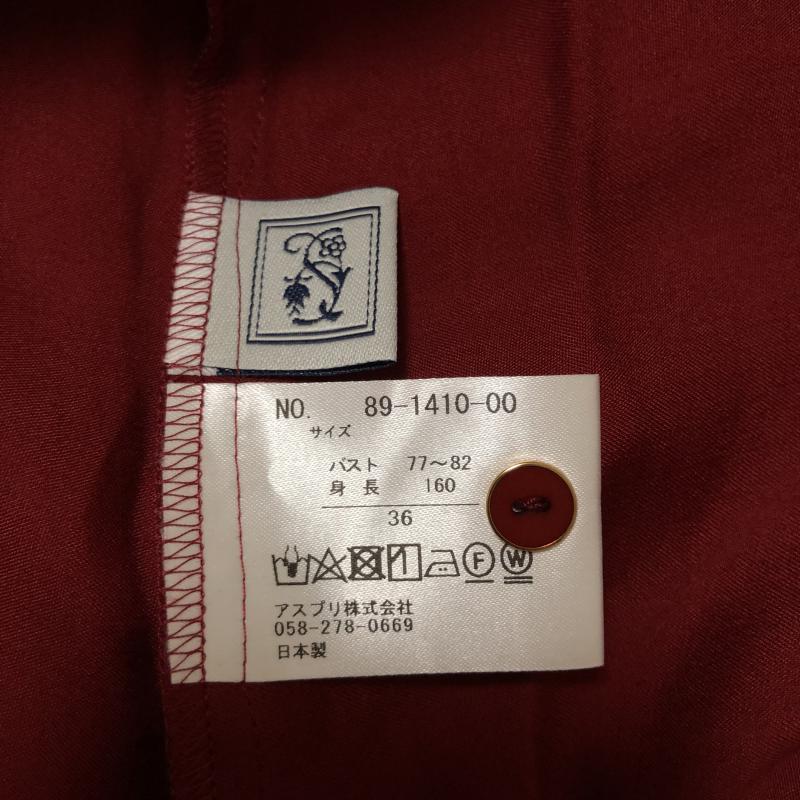 NO. 89-1410-00
サイズ
バスト 77〜82
身長 160
36
F W
アスプリ株式会社
058-278-0669
日本製